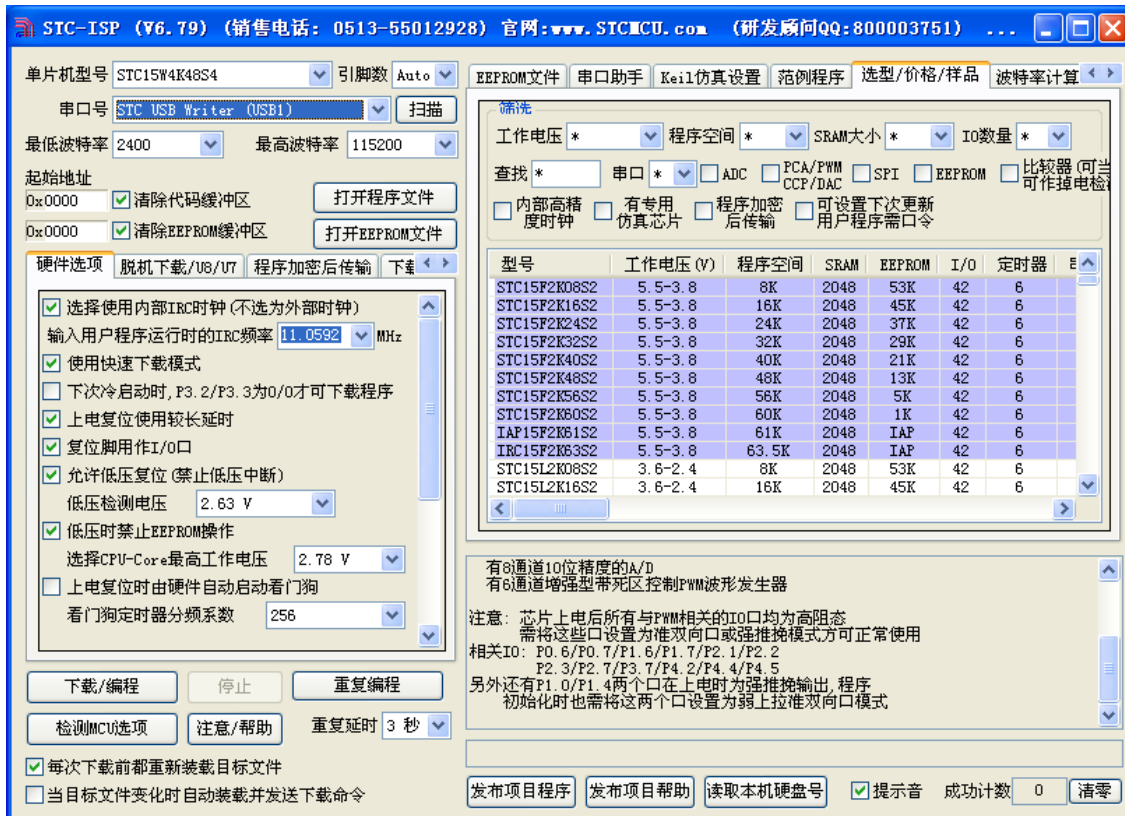 STC-ISP (V6.79) (销售电话: 0513-55012928) 官网:www.STCMCU.com (研发顾问QQ:800003751) ...
单片机型号 STC15W4K48S4 引脚数 Auto
串口号 STC USB Writer (USB1) 扫描
最低波特率 2400 最高波特率 115200
起始地址
0x0000 清除代码缓冲区 打开程序文件
0x0000 清除EEPROM缓冲区 打开EEPROM文件
硬件选项 脱机下载/U8/U7 程序加密后传输 下载
选择使用内部IRC时钟(不选为外部时钟)
输入用户程序运行时的IRC频率 11.0592 MHz
使用快速下载模式
下次冷启动时,P3.2/P3.3为0/0才可下载程序
上电复位使用较长延时
复位脚用作I/O口
允许低压复位(禁止低压中断)
低压检测电压 2.63 V
低压时禁止EEPROM操作
选择CPU-Core最高工作电压 2.78 V
上电复位时由硬件自动启动看门狗
看门狗定时器分频系数 256
下载/编程 停止 重复编程
检测MCU选项 注意/帮助 重复延时 3 秒
每次下载前都重新装载目标文件
当目标文件变化时自动装载并发送下载命令
EEPROM文件 串口助手 Keil仿真设置 范例程序 选型/价格/样品 波特率计算
筛选
工作电压 * 程序空间 * SRAM大小 * IO数量 *
查找 * 串口 * ADC PCA/PWM SPI EEPROM 比较器(可当
CCP/DAC 可作掉电检
内部高精 有专用 程序加密 可设置下次更新
度时钟 仿真芯片 后传输 用户程序需口令
型号 工作电压(V) 程序空间 SRAM EEPROM I/O 定时器
STC15F2K08S2 5.5-3.8 8K 2048 53K 42 6
STC15F2K16S2 5.5-3.8 16K 2048 45K 42 6
STC15F2K24S2 5.5-3.8 24K 2048 37K 42 6
STC15F2K32S2 5.5-3.8 32K 2048 29K 42 6
STC15F2K40S2 5.5-3.8 40K 2048 21K 42 6
STC15F2K48S2 5.5-3.8 48K 2048 13K 42 6
STC15F2K56S2 5.5-3.8 56K 2048 5K 42 6
STC15F2K60S2 5.5-3.8 60K 2048 1K 42 6
IAP15F2K61S2 5.5-3.8 61K 2048 IAP 42 6
IRC15F2K63S2 5.5-3.8 63.5K 2048 IAP 42 6
STC15L2K08S2 3.6-2.4 8K 2048 53K 42 6
STC15L2K16S2 3.6-2.4 16K 2048 45K 42 6
有8通道10位精度的A/D
有6通道增强型带死区控制PWM波形发生器
注意: 芯片上电后所有与PWM相关的IO口均为高阻态
需将这些口设置为准双向口或强推挽模式方可正常使用
相关IO: P0.6/P0.7/P1.6/P1.7/P2.1/P2.2
P2.3/P2.7/P3.7/P4.2/P4.4/P4.5
另外还有P1.0/P1.4两个口在上电时为强推挽输出,程序
初始化时也需将这两个口设置为弱上拉准双向口模式
发布项目程序 发布项目帮助 读取本机硬盘号 提示音 成功计数 0 清零